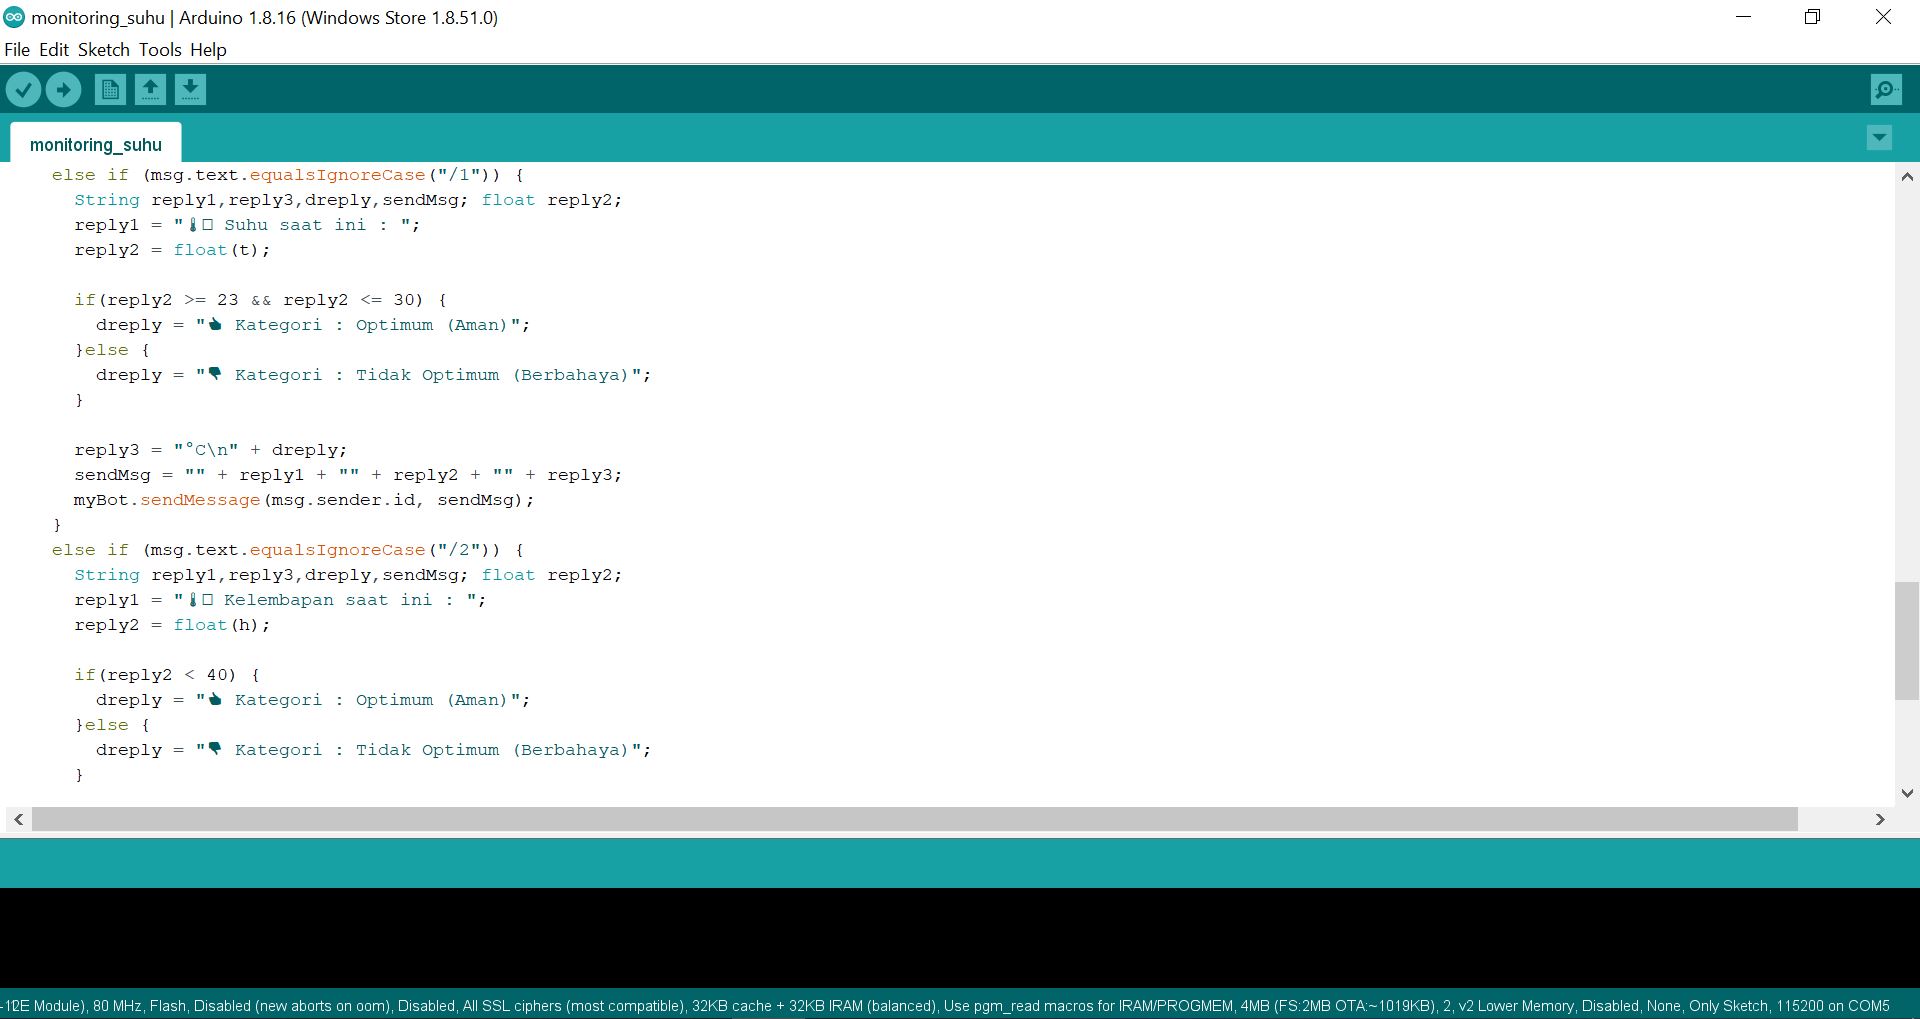 monitoring_suhu | Arduino 1.8.16 (Windows Store 1.8.51.0)
File Edit Sketch Tools Help
monitoring_suhu
else if (msg.text.equalsIgnoreCase("/1")) {
String reply1,reply3,dreply,sendMsg; float reply2;
reply1 = "🌡□ Suhu saat ini : ";
reply2 = float(t);
if(reply2 >= 23 && reply2 <= 30) {
dreply = "👍 Kategori : Optimum (Aman)";
}else {
dreply = "👎 Kategori : Tidak Optimum (Berbahaya)";
}
reply3 = "°C\n" + dreply;
sendMsg = "" + reply1 + "" + reply2 + "" + reply3;
myBot.sendMessage(msg.sender.id, sendMsg);
}
else if (msg.text.equalsIgnoreCase("/2")) {
String reply1,reply3,dreply,sendMsg; float reply2;
reply1 = "🌡□ Kelembapan saat ini : ";
reply2 = float(h);
if(reply2 < 40) {
dreply = "👍 Kategori : Optimum (Aman)";
}else {
dreply = "👎 Kategori : Tidak Optimum (Berbahaya)";
}
Module), 80 MHz, Flash, Disabled (new aborts on oom), Disabled, All SSL ciphers (most compatible), 32KB cache + 32KB IRAM (balanced), Use pgm_read macros for IRAM/PROGMEM, 4MB (FS:2MB OTA:~1019KB), 2, v2 Lower Memory, Disabled, None, Only Sketch, 115200 on COM5